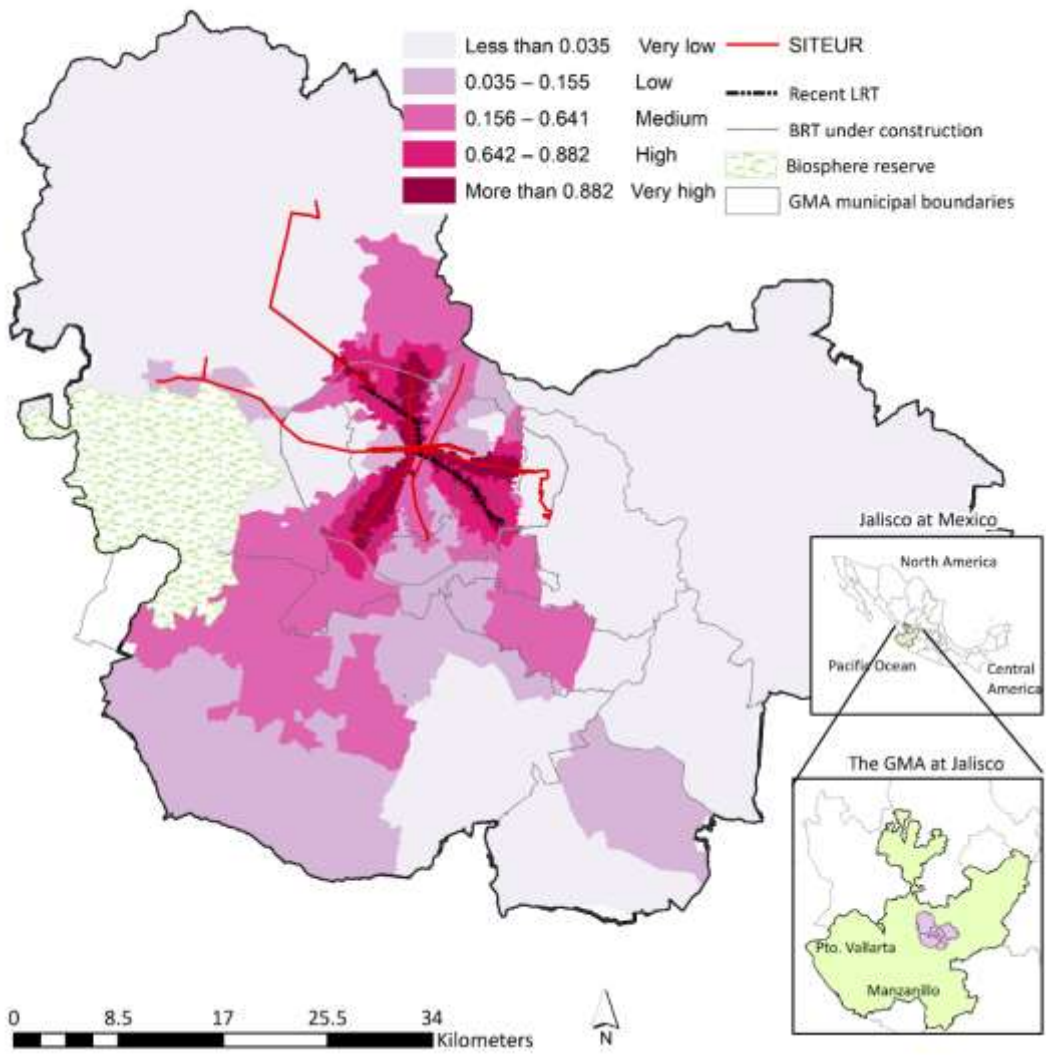 Less than 0.035 Very low SITEUR
0.035 – 0.155 Low Recent LRT
0.156 – 0.641 Medium BRT under construction
0.642 – 0.882 High Biosphere reserve
More than 0.882 Very high GMA municipal boundaries
Jalisco at Mexico
North America
Pacific Ocean
Central
America
The GMA at Jalisco
Pto. Vallarta
Manzanillo
0 8.5 17 25.5 34
Kilometers
N